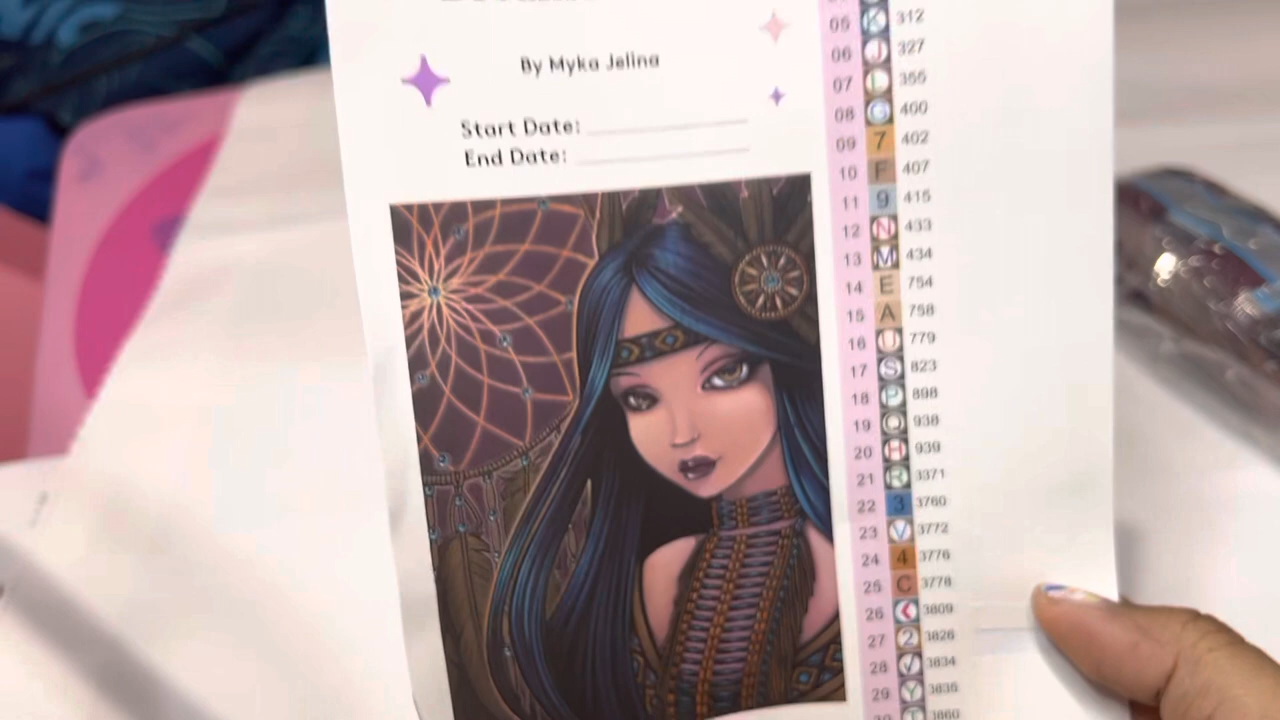 By Myka Jelina
Start Date:
End Date:
05 K 312
06 J 327
07 L 355
08 G 400
09 7 402
10 F 407
11 9 415
12 N 433
13 M 434
14 E 754
15 A 758
16 U 779
17 S 823
18 P 898
19 Q 938
20 H 939
21 R 3371
22 3 3760
23 V 3772
24 4 3776
25 C 3778
26 3809
27 2 3826
28 √ 3834
29 Y 3836
30 T 3860